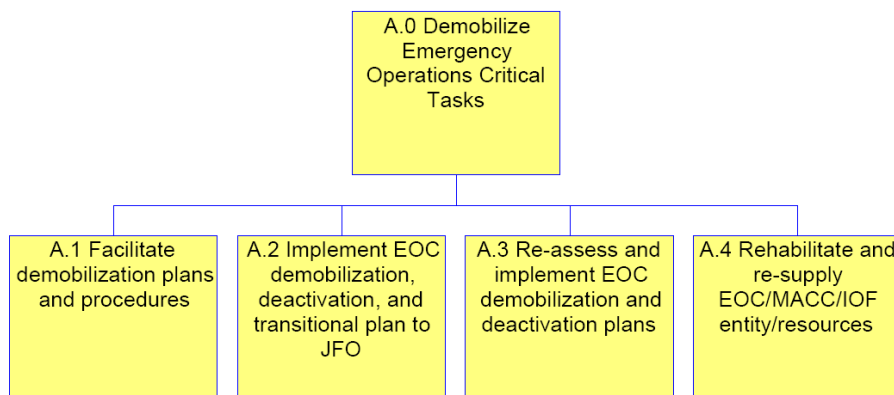 A.0 Demobilize
Emergency
Operations Critical
Tasks
A.1 Facilitate
demobilization plans
and procedures
A.2 Implement EOC
demobilization,
deactivation, and
transitional plan to
JFO
A.3 Re-assess and
implement EOC
demobilization and
deactivation plans
A.4 Rehabilitate and
re-supply
EOC/MACC/IOF
entity/resources